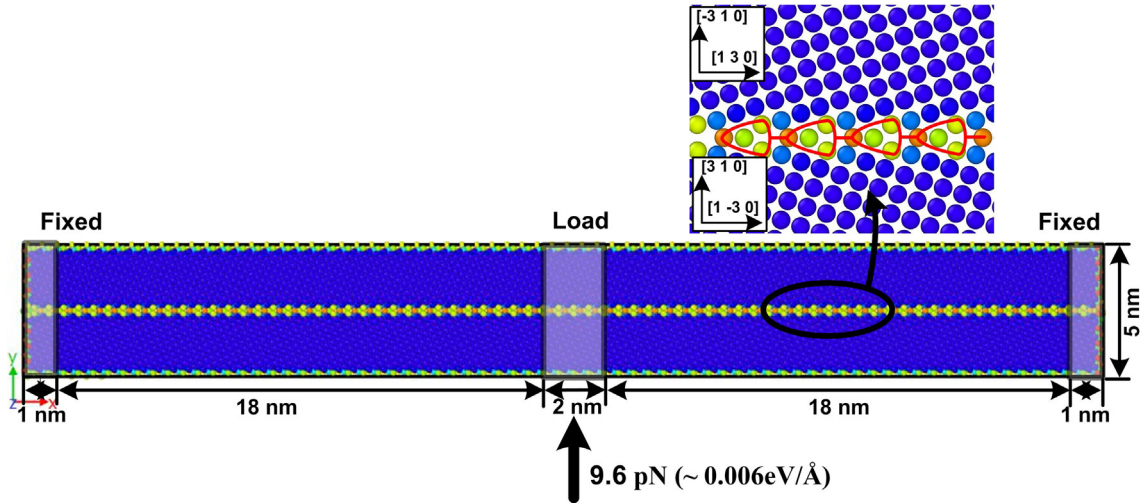 [-3 1 0]
[1 3 0]
[3 1 0]
[1 -3 0]
Fixed
Load
Fixed
5 nm
y
z x
1 nm
18 nm
2 nm
18 nm
1 nm
9.6 pN (~ 0.006eV/Å)